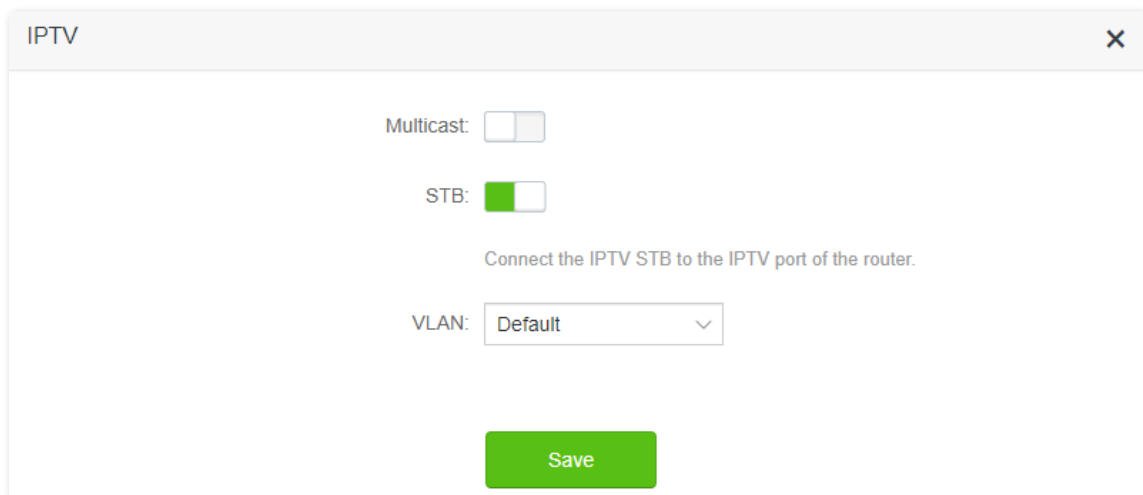 IPTV
Multicast:
STB:
Connect the IPTV STB to the IPTV port of the router.
VLAN: Default
Save